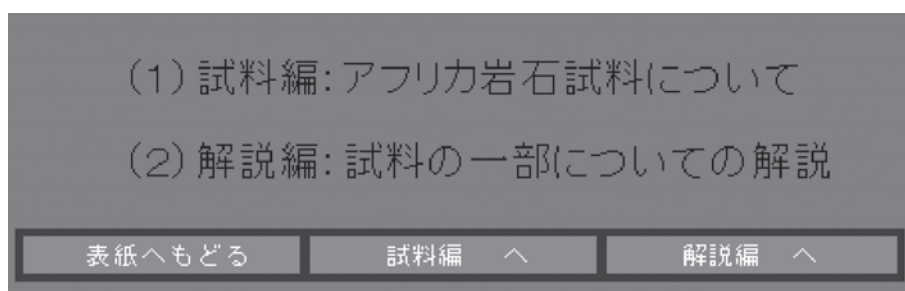 (1) 試料編:アフリカ岩石試料について
(2) 解説編:試料の一部についての解説
表紙へもどる 試料編 へ 解説編 へ